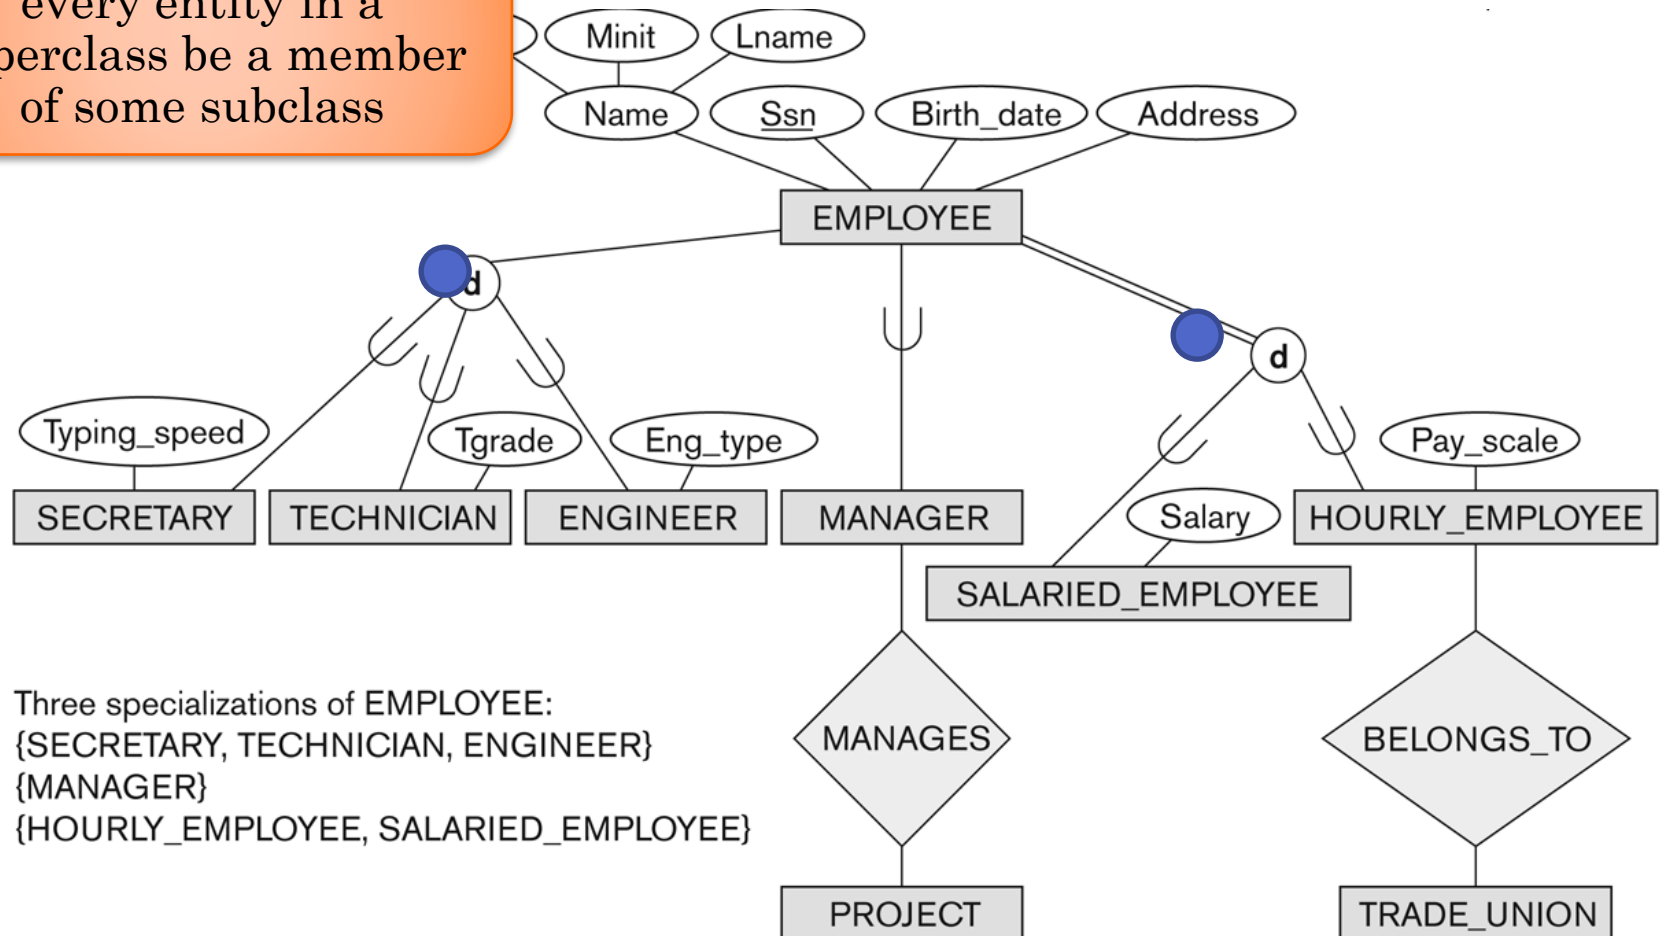 every entity in a
perclass be a member
of some subclass
Minit
Lname
Name
Ssn
Birth_date
Address
EMPLOYEE
d
d
Typing_speed
Tgrade
Eng_type
Pay_scale
SECRETARY
TECHNICIAN
ENGINEER
MANAGER
Salary
HOURLY_EMPLOYEE
SALARIED_EMPLOYEE
Three specializations of EMPLOYEE:
{SECRETARY, TECHNICIAN, ENGINEER}
{MANAGER}
{HOURLY_EMPLOYEE, SALARIED_EMPLOYEE}
MANAGES
BELONGS_TO
PROJECT
TRADE_UNION